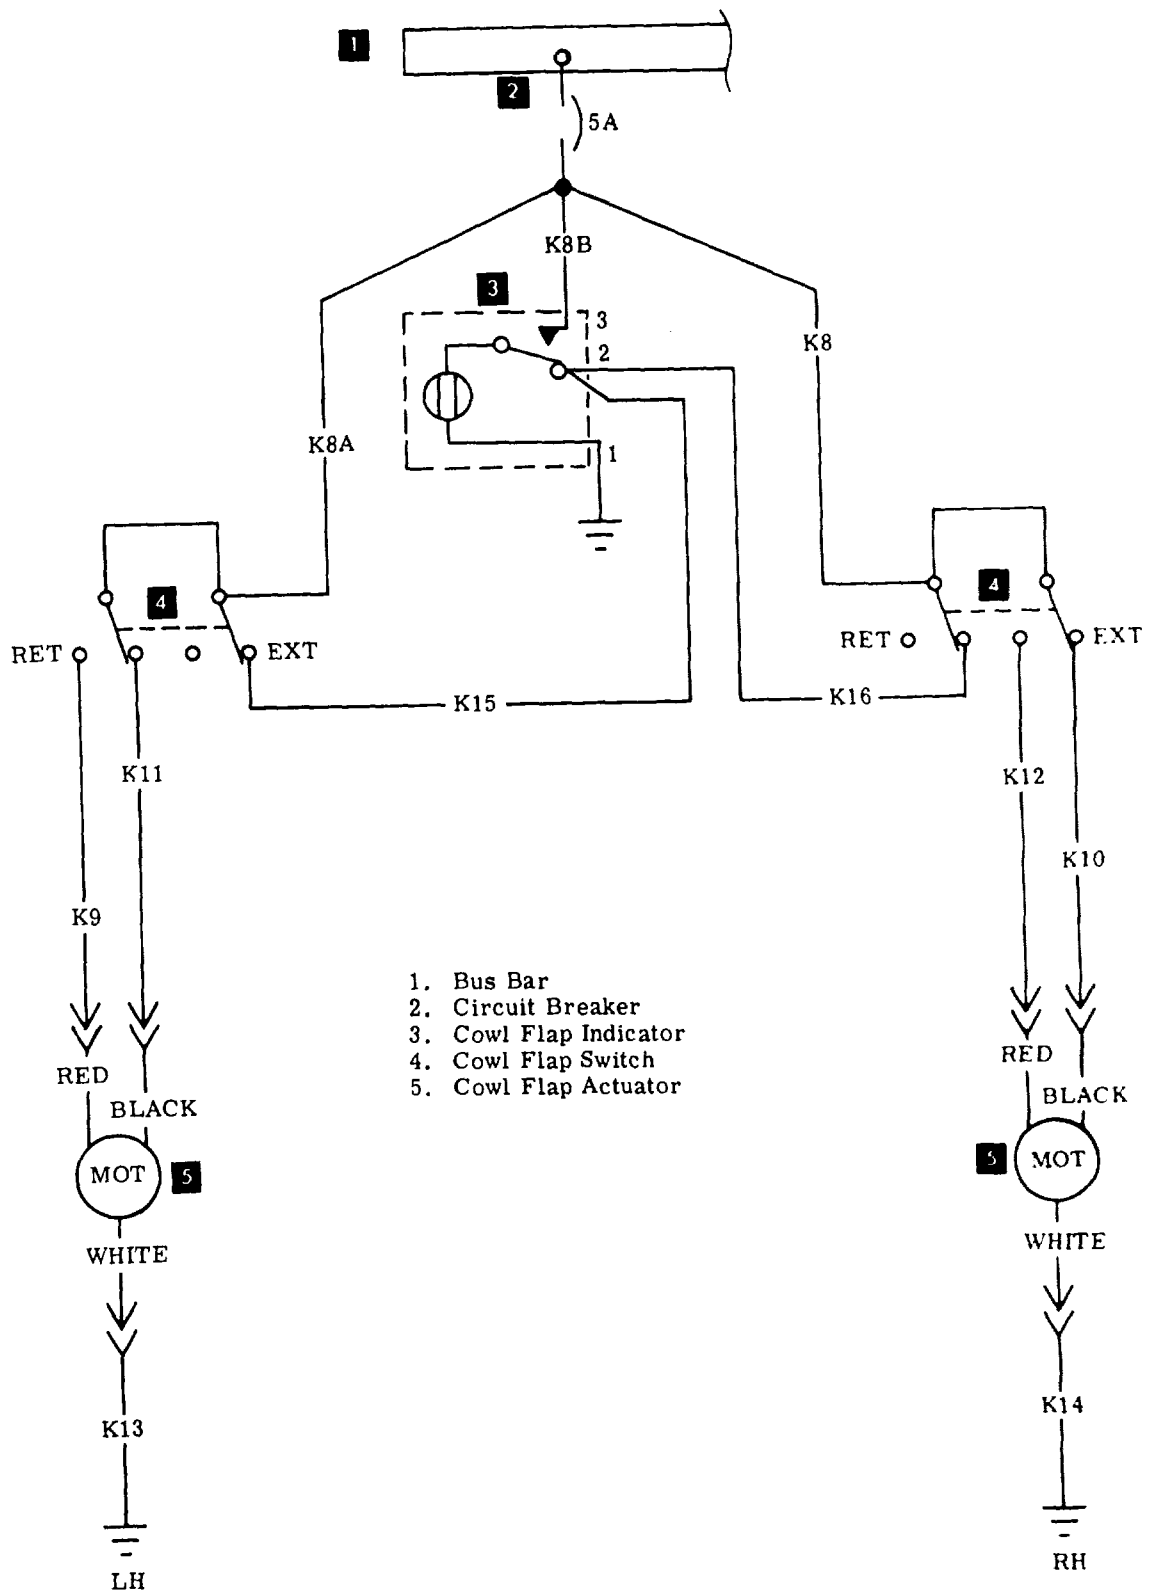 1
2
5A
K8B
3
3
2
K8
1
K8A
4
4
RET
EXT
RET
EXT
K15
K16
K11
K12
K10
K9
1. Bus Bar
2. Circuit Breaker
3. Cowl Flap Indicator
4. Cowl Flap Switch
5. Cowl Flap Actuator
RED
BLACK
RED
BLACK
MOT
5
5
MOT
WHITE
WHITE
K13
K14
LH
RH